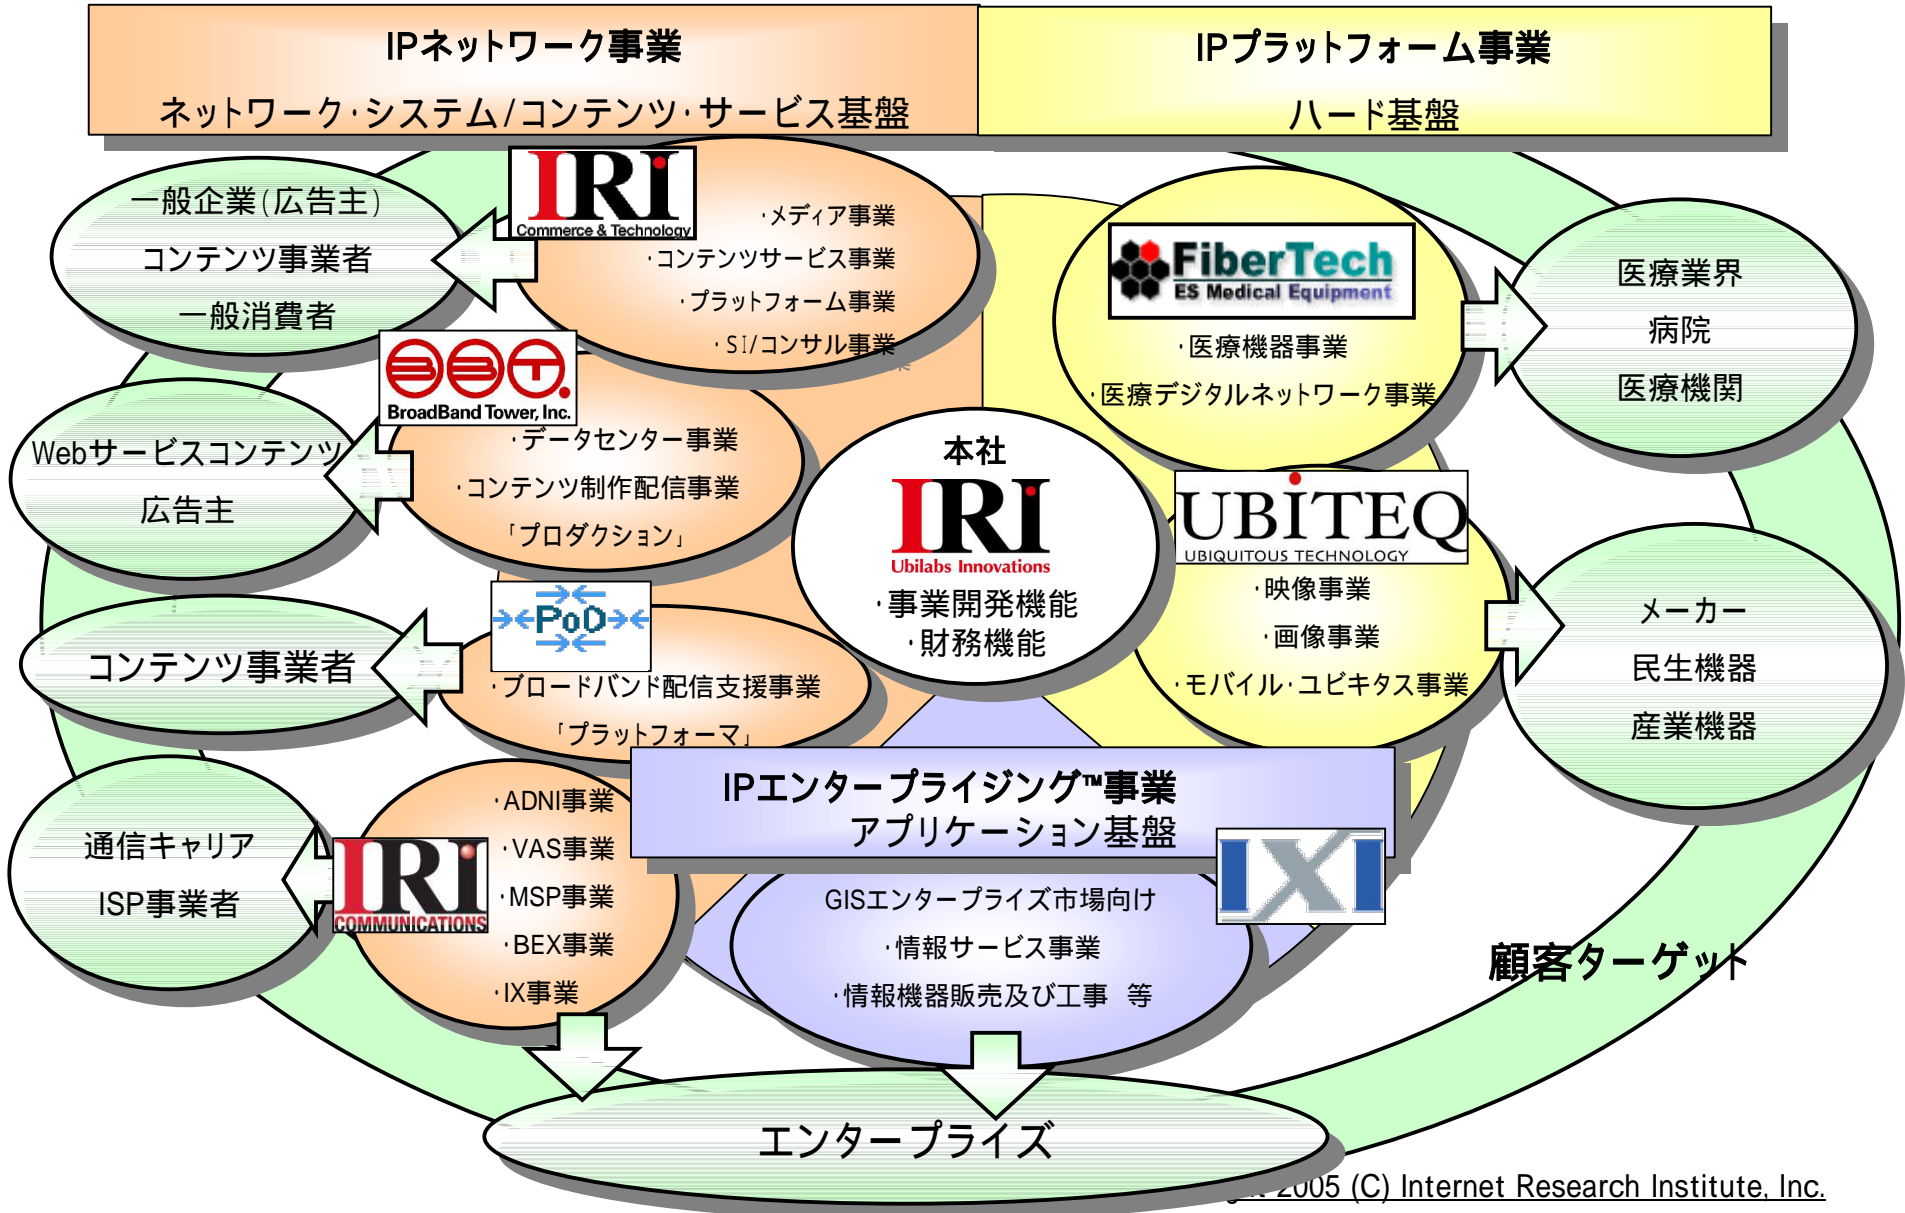 IPネットワーク事業
ネットワーク・システム/コンテンツ・サービス基盤
IPプラットフォーム事業
ハード基盤
一般企業(広告主)
コンテンツ事業者
一般消費者
IRI
Commerce & Technology
・メディア事業
・コンテンツサービス事業
・プラットフォーム事業
・SI/コンサル事業
FiberTech
ES Medical Equipment
・医療機器事業
・医療デジタルネットワーク事業
医療業界
病院
医療機関
BBT.
BroadBand Tower, Inc.
・データセンター事業
・コンテンツ制作配信事業
「プロダクション」
Webサービスコンテンツ
広告主
本社
IRI
Ubilabs Innovations
・事業開発機能
・財務機能
UBiTEQ
UBIQUITOUS TECHNOLOGY
・映像事業
・画像事業
・モバイル・ユビキタス事業
メーカー
民生機器
産業機器
コンテンツ事業者
PoD
・ブロードバンド配信支援事業
「プラットフォーマ」
通信キャリア
ISP事業者
IRI
COMMUNICATIONS
・ADNI事業
・VAS事業
・MSP事業
・BEX事業
・IX事業
IPエンタープライジング™事業
アプリケーション基盤
IXI
GISエンタープライズ市場向け
・情報サービス事業
・情報機器販売及び工事 等
顧客ターゲット
エンタープライズ
2005 (C) Internet Research Institute, Inc.